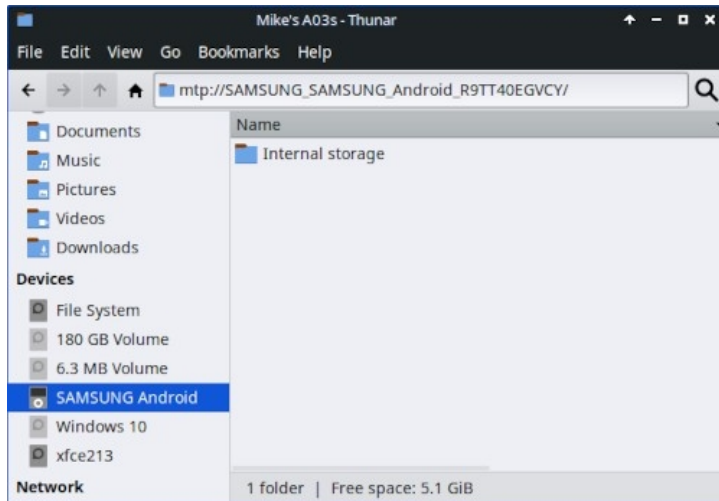 Mike's A03s - Thunar
File Edit View Go Bookmarks Help
mtp://SAMSUNG_SAMSUNG_Android_R9TT40EGVCY/
Documents
Music
Pictures
Videos
Downloads
Devices
File System
180 GB Volume
6.3 MB Volume
SAMSUNG Android
Windows 10
xfce213
Network
Name
Internal storage
1 folder | Free space: 5.1 GiB